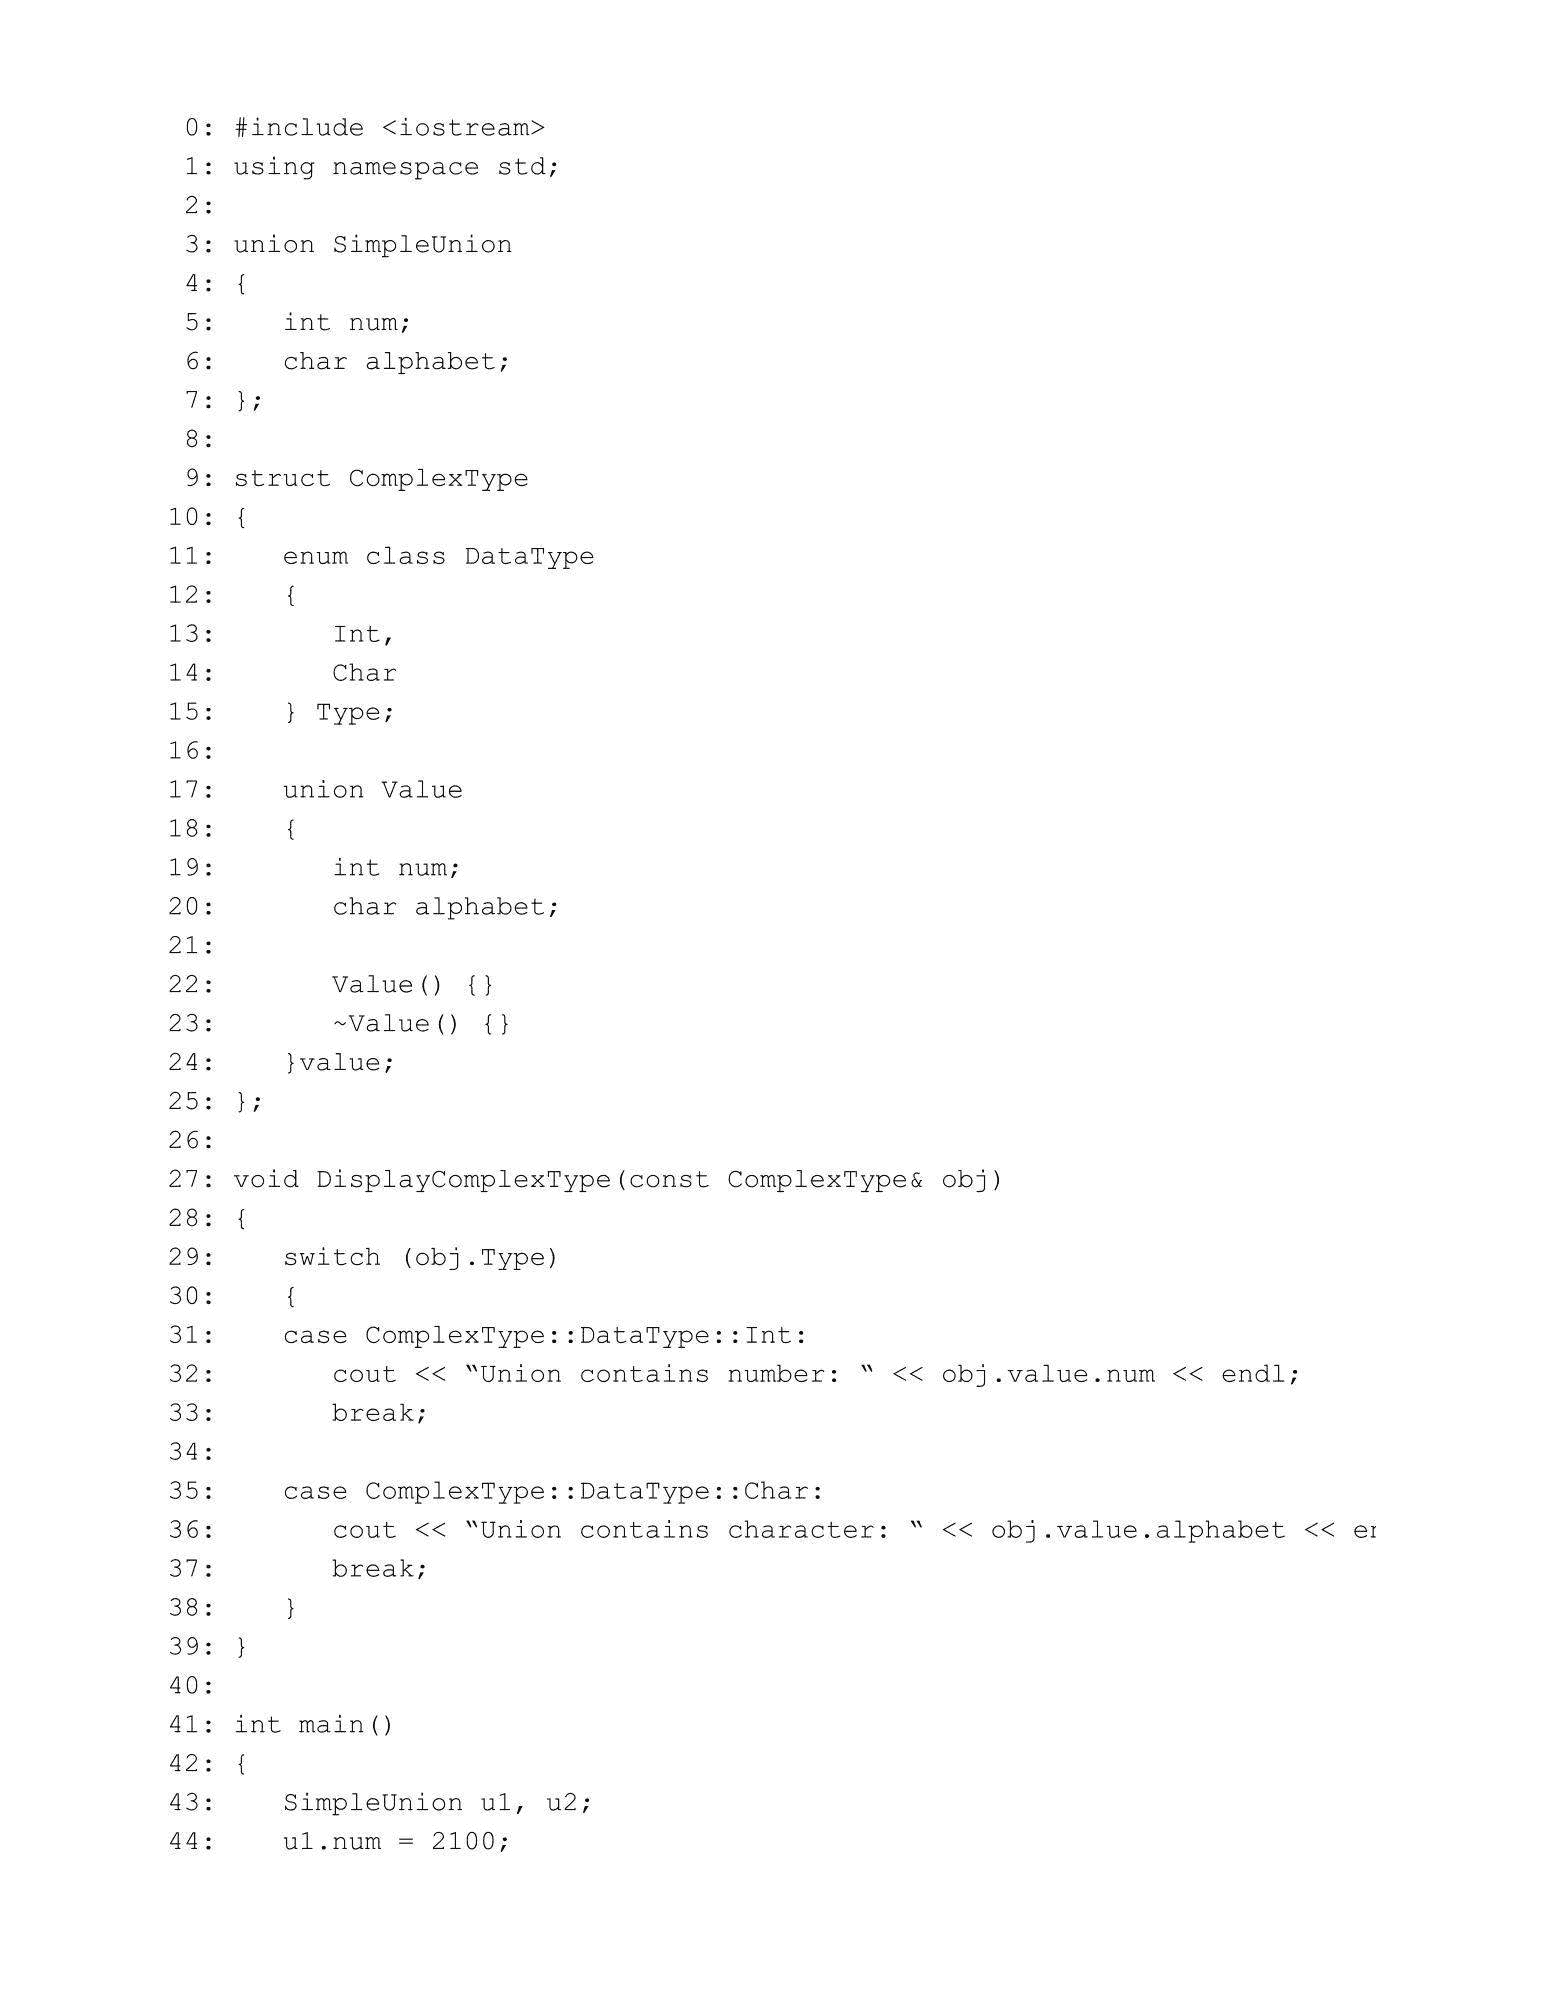 0: #include <iostream>
1: using namespace std;
2:
3: union SimpleUnion
4: {
5:    int num;
6:    char alphabet;
7: };
8:
9: struct ComplexType
10: {
11:    enum class DataType
12:    {
13:       Int,
14:       Char
15:    } Type;
16:
17:    union Value
18:    {
19:       int num;
20:       char alphabet;
21:
22:       Value() {}
23:       ~Value() {}
24:    }value;
25: };
26:
27: void DisplayComplexType(const ComplexType& obj)
28: {
29:    switch (obj.Type)
30:    {
31:    case ComplexType::DataType::Int:
32:       cout << “Union contains number: “ << obj.value.num << endl;
33:       break;
34:
35:    case ComplexType::DataType::Char:
36:       cout << “Union contains character: “ << obj.value.alphabet <<
37:       break;
38:    }
39: }
40:
41: int main()
42: {
43:    SimpleUnion u1, u2;
44:    u1.num = 2100;